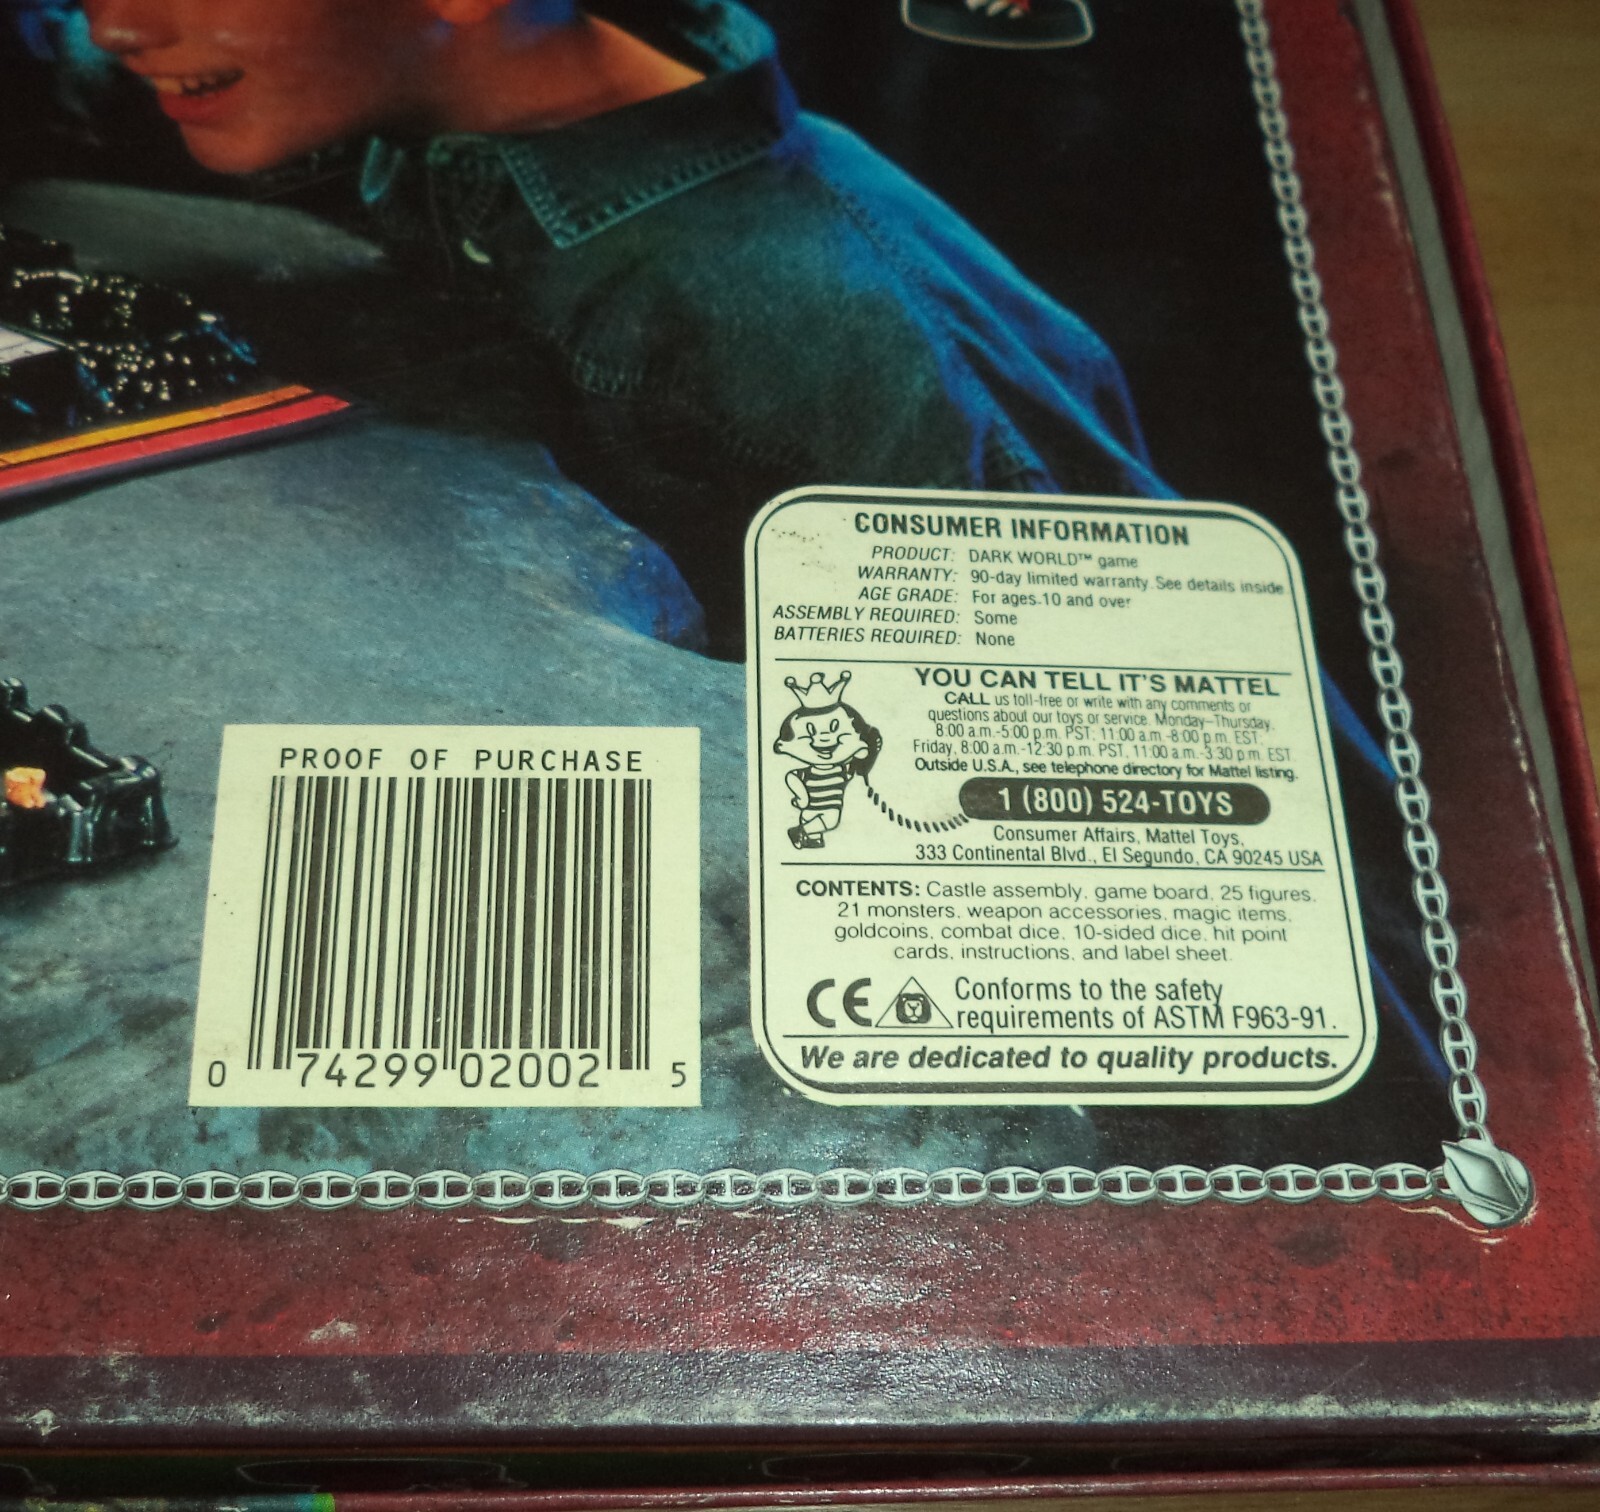 CONSUMER INFORMATION
PRODUCT: DARK WORLD™ game
WARRANTY: 90-day limited warranty. See details inside.
AGE GRADE: For ages 10 and over
ASSEMBLY REQUIRED: Some
BATTERIES REQUIRED: None
YOU CAN TELL IT'S MATTEL
CALL us toll-free or write with any comments or
questions about our toys or service. Monday-Thursday,
8:00 a.m.-5:00 p.m. PST; 11:00 a.m.-8:00 p.m. EST.
Friday, 8:00 a.m.-12:30 p.m. PST, 11:00 a.m.-3:30 p.m. EST.
Outside U.S.A., see telephone directory for Mattel listing.
1 (800) 524-TOYS
Consumer Affairs, Mattel Toys,
333 Continental Blvd., El Segundo, CA 90245 USA
CONTENTS: Castle assembly, game board, 25 figures,
21 monsters, weapon accessories, magic items,
goldcoins, combat dice, 10-sided dice, hit point
cards, instructions, and label sheet.
CE Conforms to the safety
requirements of ASTM F963-91.
We are dedicated to quality products.
PROOF OF PURCHASE
0 74299 02002 5